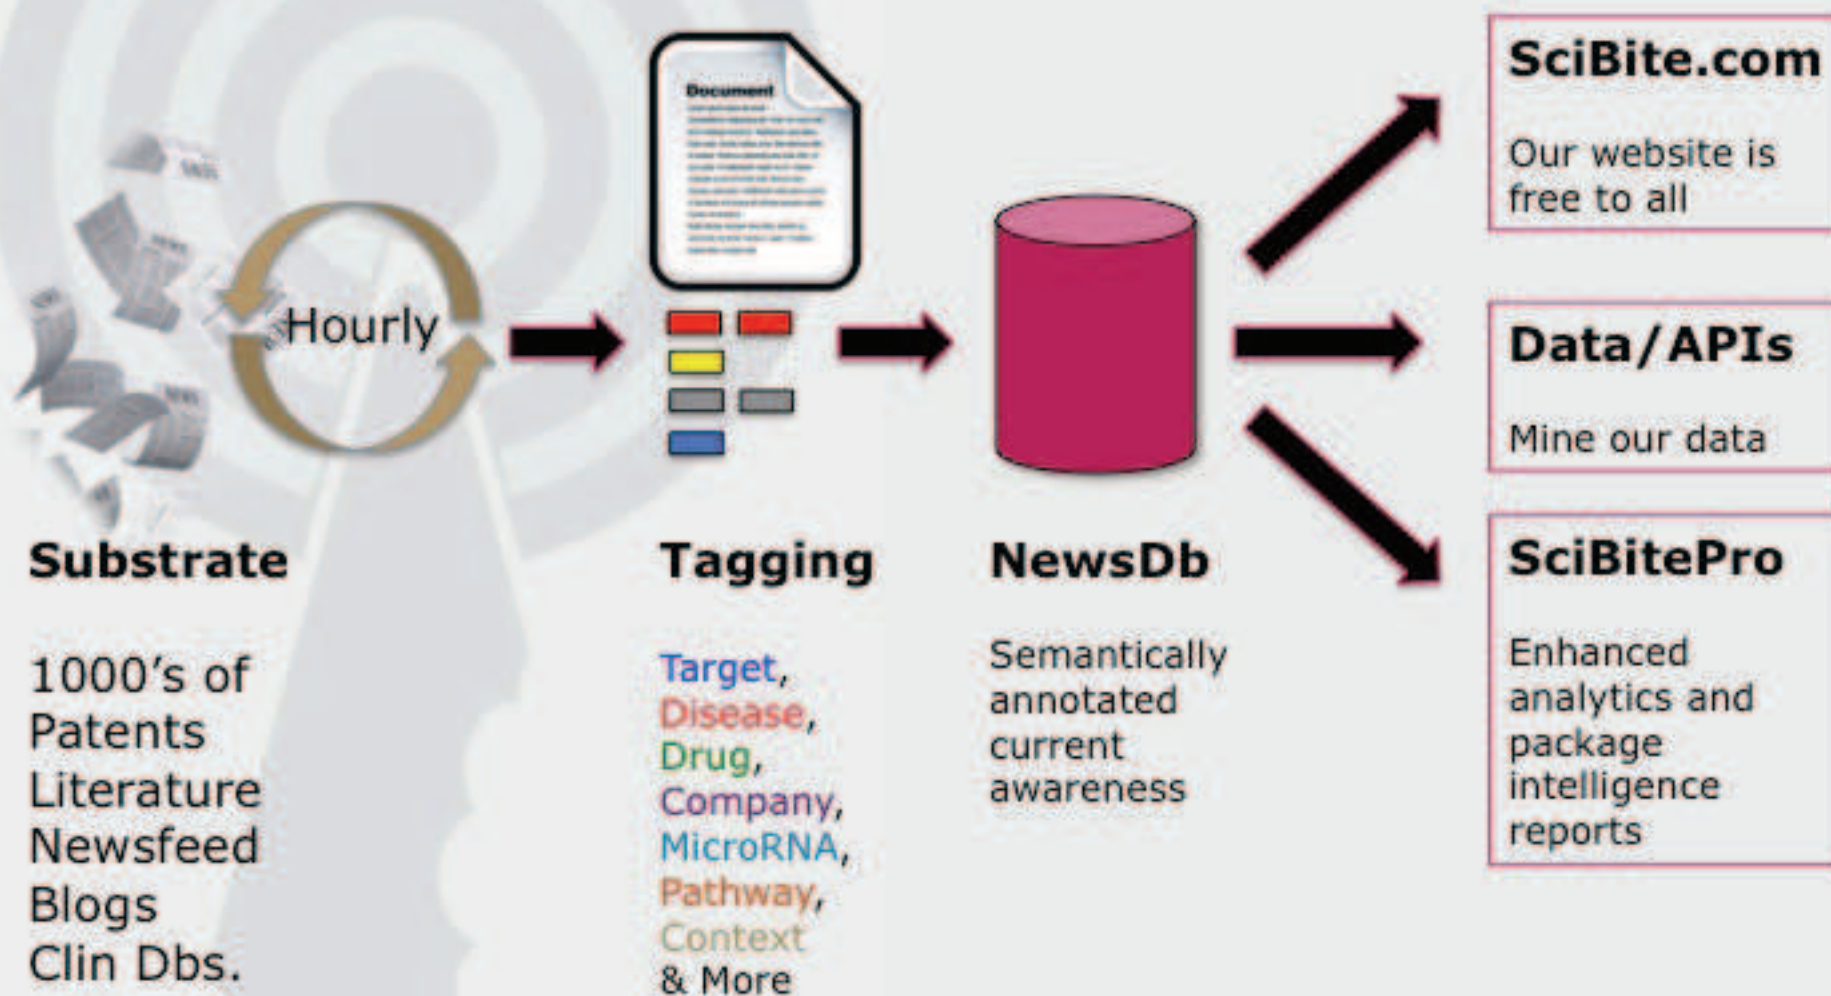 Document
Hourly
Substrate
1000's of
Patents
Literature
Newsfeed
Blogs
Clin Dbs.
Tagging
Target,
Disease,
Drug,
Company,
MicroRNA,
Pathway,
Context
& More
NewsDb
Semantically
annotated
current
awareness
SciBite.com
Our website is
free to all
Data/APIs
Mine our data
SciBitePro
Enhanced
analytics and
package
intelligence
reports